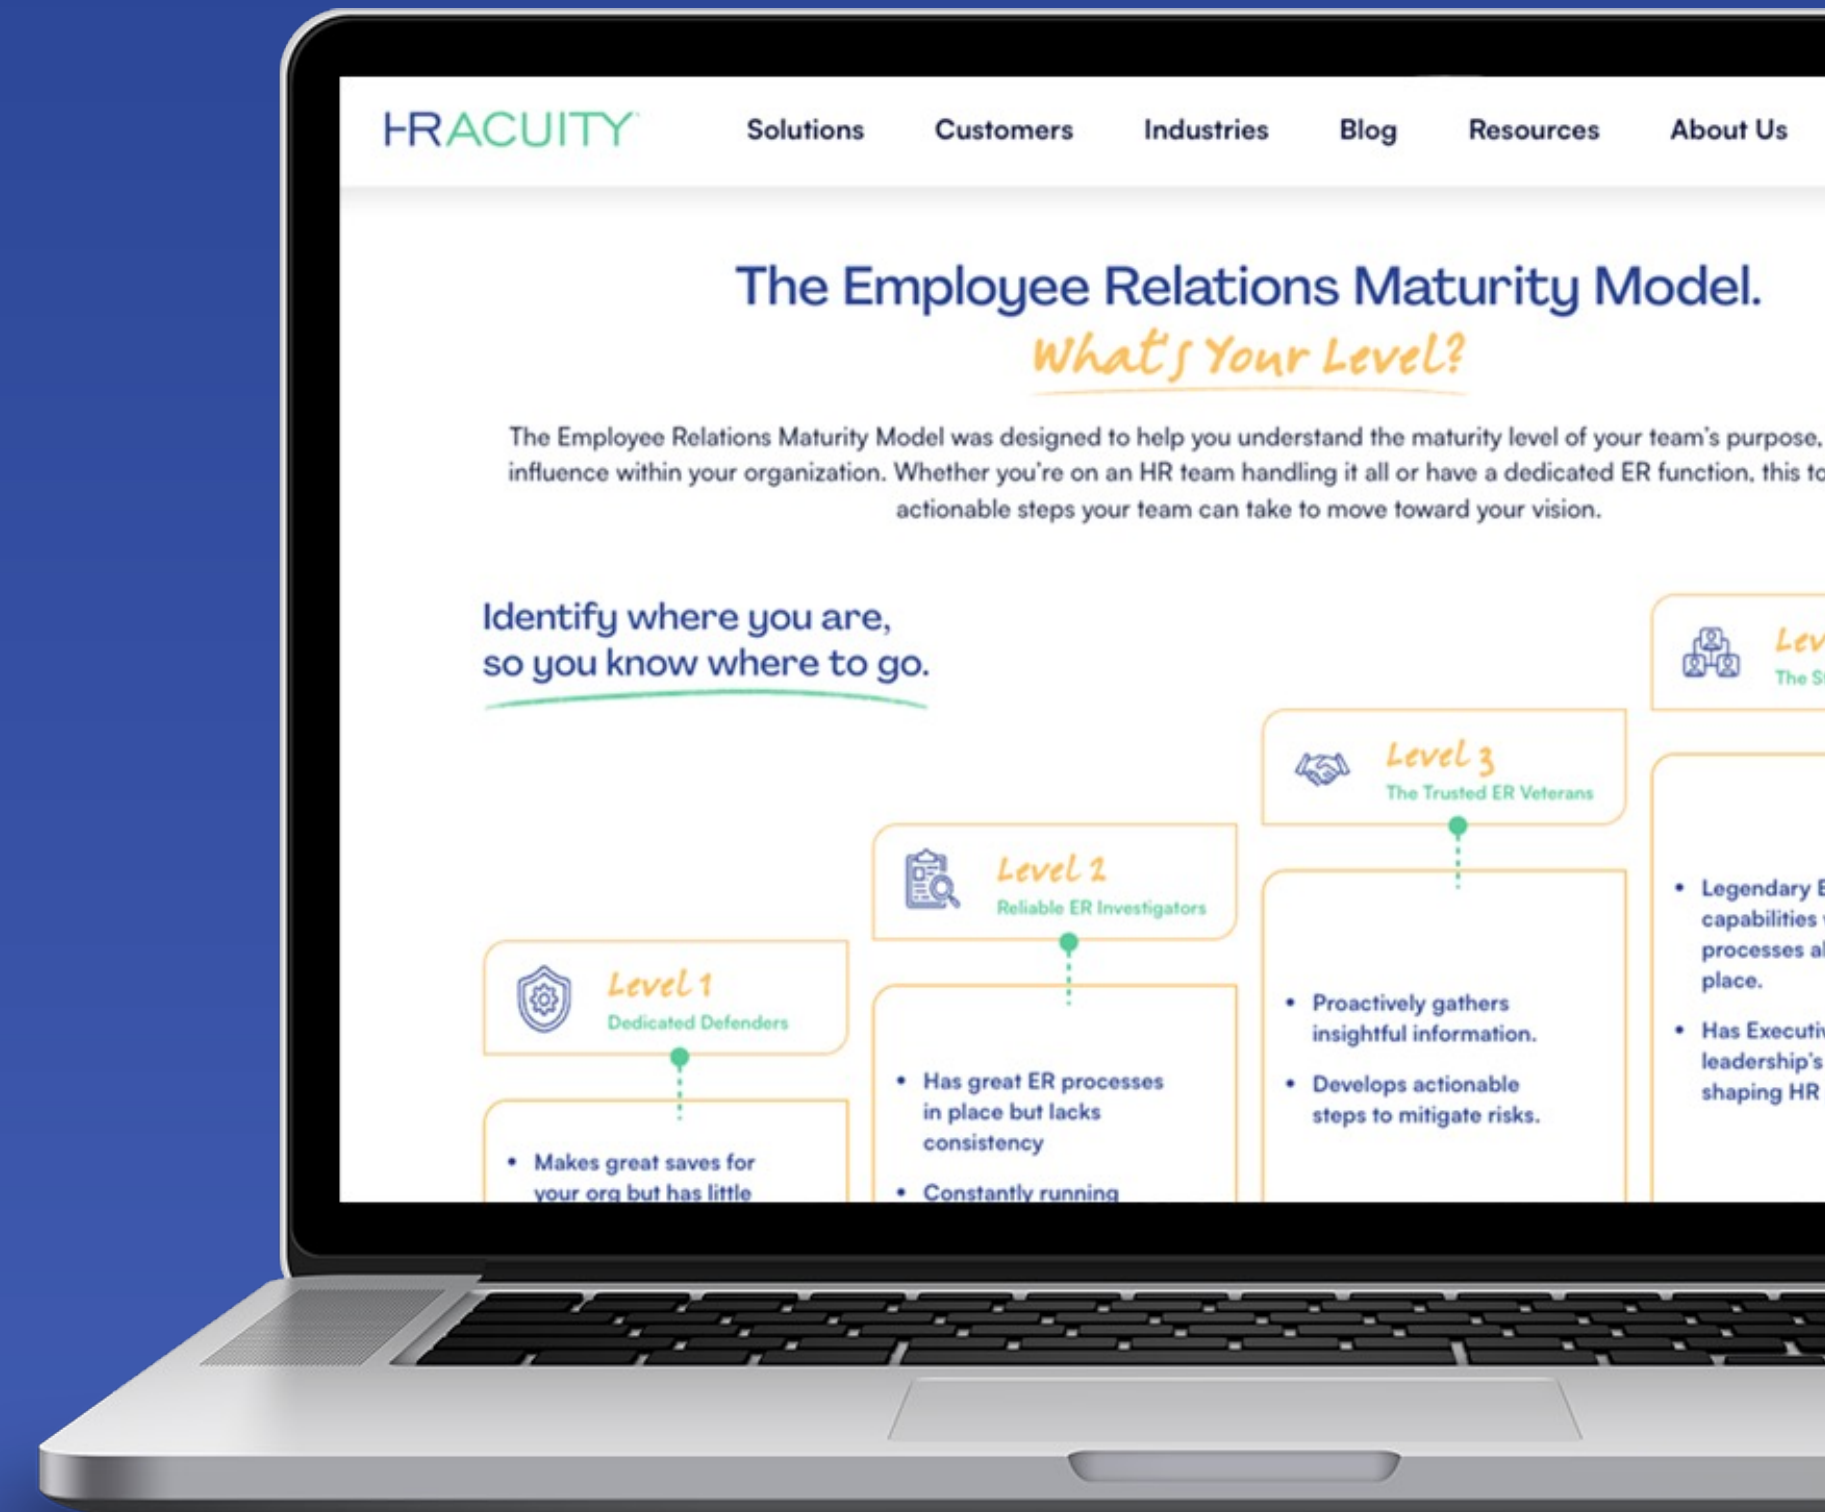 HRACUITY
Solutions Customers Industries Blog Resources About Us
The Employee Relations Maturity Model.
What's Your Level?
The Employee Relations Maturity Model was designed to help you understand the maturity level of your team's purpose,
influence within your organization. Whether you're on an HR team handling it all or have a dedicated ER function, this
actionable steps your team can take to move toward your vision.
Identify where you are,
so you know where to go.
Level 1
Dedicated Defenders
• Makes great saves for
your org but has little
Level 2
Reliable ER Investigators
• Has great ER processes
in place but lacks
consistency
• Constantly running
Level 3
The Trusted ER Veterans
• Proactively gathers
insightful information.
• Develops actionable
steps to mitigate risks.
The
• Legendary
capabilities
processes
place.
• Has
leadership's
shaping HR